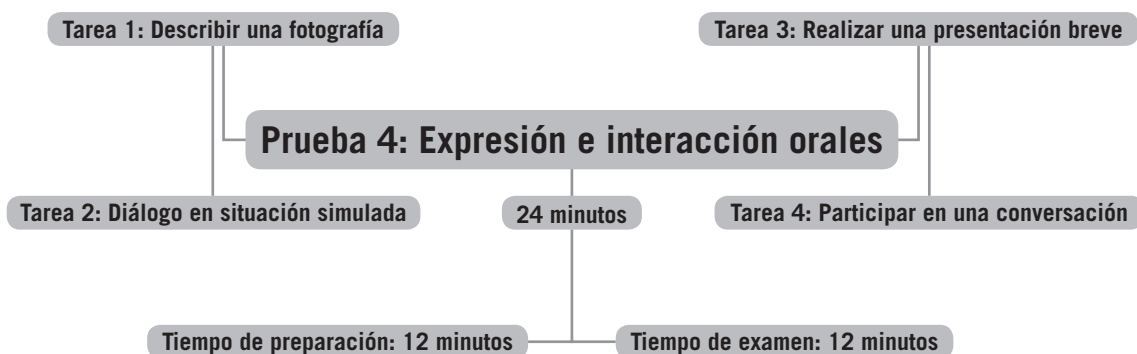 Tarea 1: Describir una fotografía
Tarea 3: Realizar una presentación breve
Prueba 4: Expresión e interacción orales
Tarea 2: Diálogo en situación simulada
24 minutos
Tarea 4: Participar en una conversación
Tiempo de preparación: 12 minutos
Tiempo de examen: 12 minutos